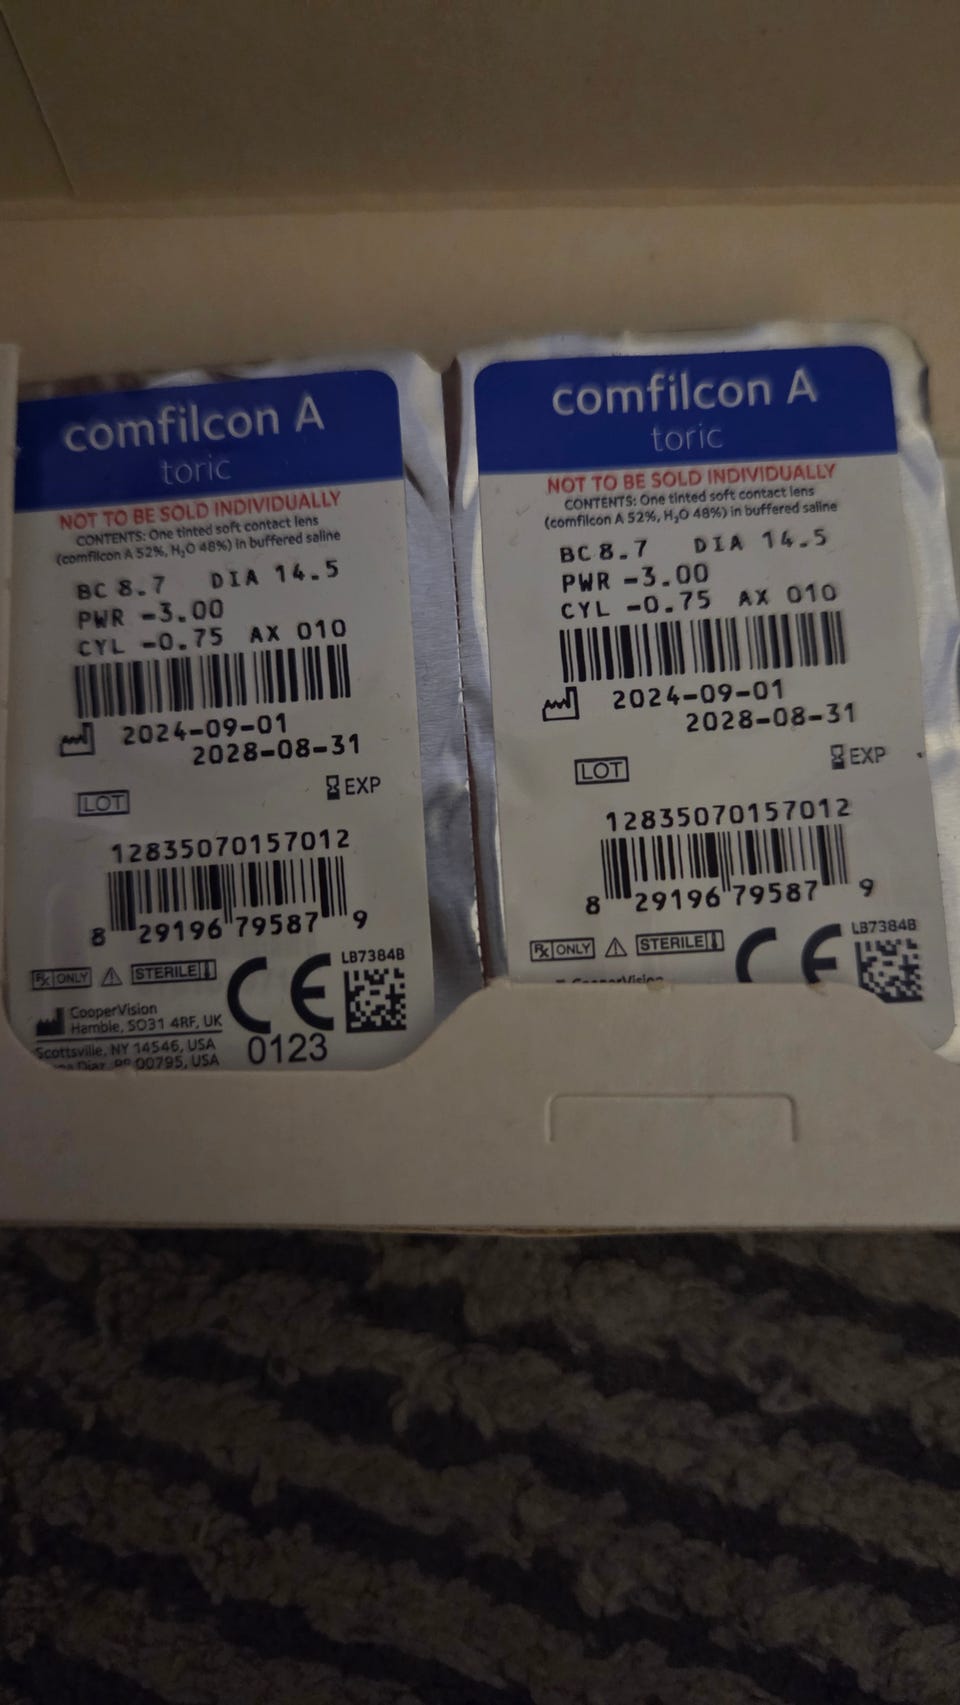 comfilcon A
toric
NOT TO BE SOLD INDIVIDUALLY
CONTENTS: One tinted soft contact lens
(comfilcon A 52%, H₂O 48%) in buffered saline
BC 8.7 DIA 14.5
PWR -3.00
CYL -0.75 AX 010
2024-09-01
2028-08-31
EXP
LOT
12835070157012
8 29196 79587 9
LB7384B
Rx ONLY STERILE
CE
CooperVision
Hamble, SO31 4RF, UK
Scottsville, NY 14546, USA
Diaz, PR 00795, USA
0123
comfilcon A
toric
NOT TO BE SOLD INDIVIDUALLY
CONTENTS: One tinted soft contact lens
(comfilcon A 52%, H₂O 48%) in buffered saline
BC 8.7 DIA 14.5
PWR -3.00
CYL -0.75 AX 010
2024-09-01
2028-08-31
EXP
LOT
12835070157012
8 29196 79587 9
LB7384B
Rx ONLY STERILE
CE
CooperVision